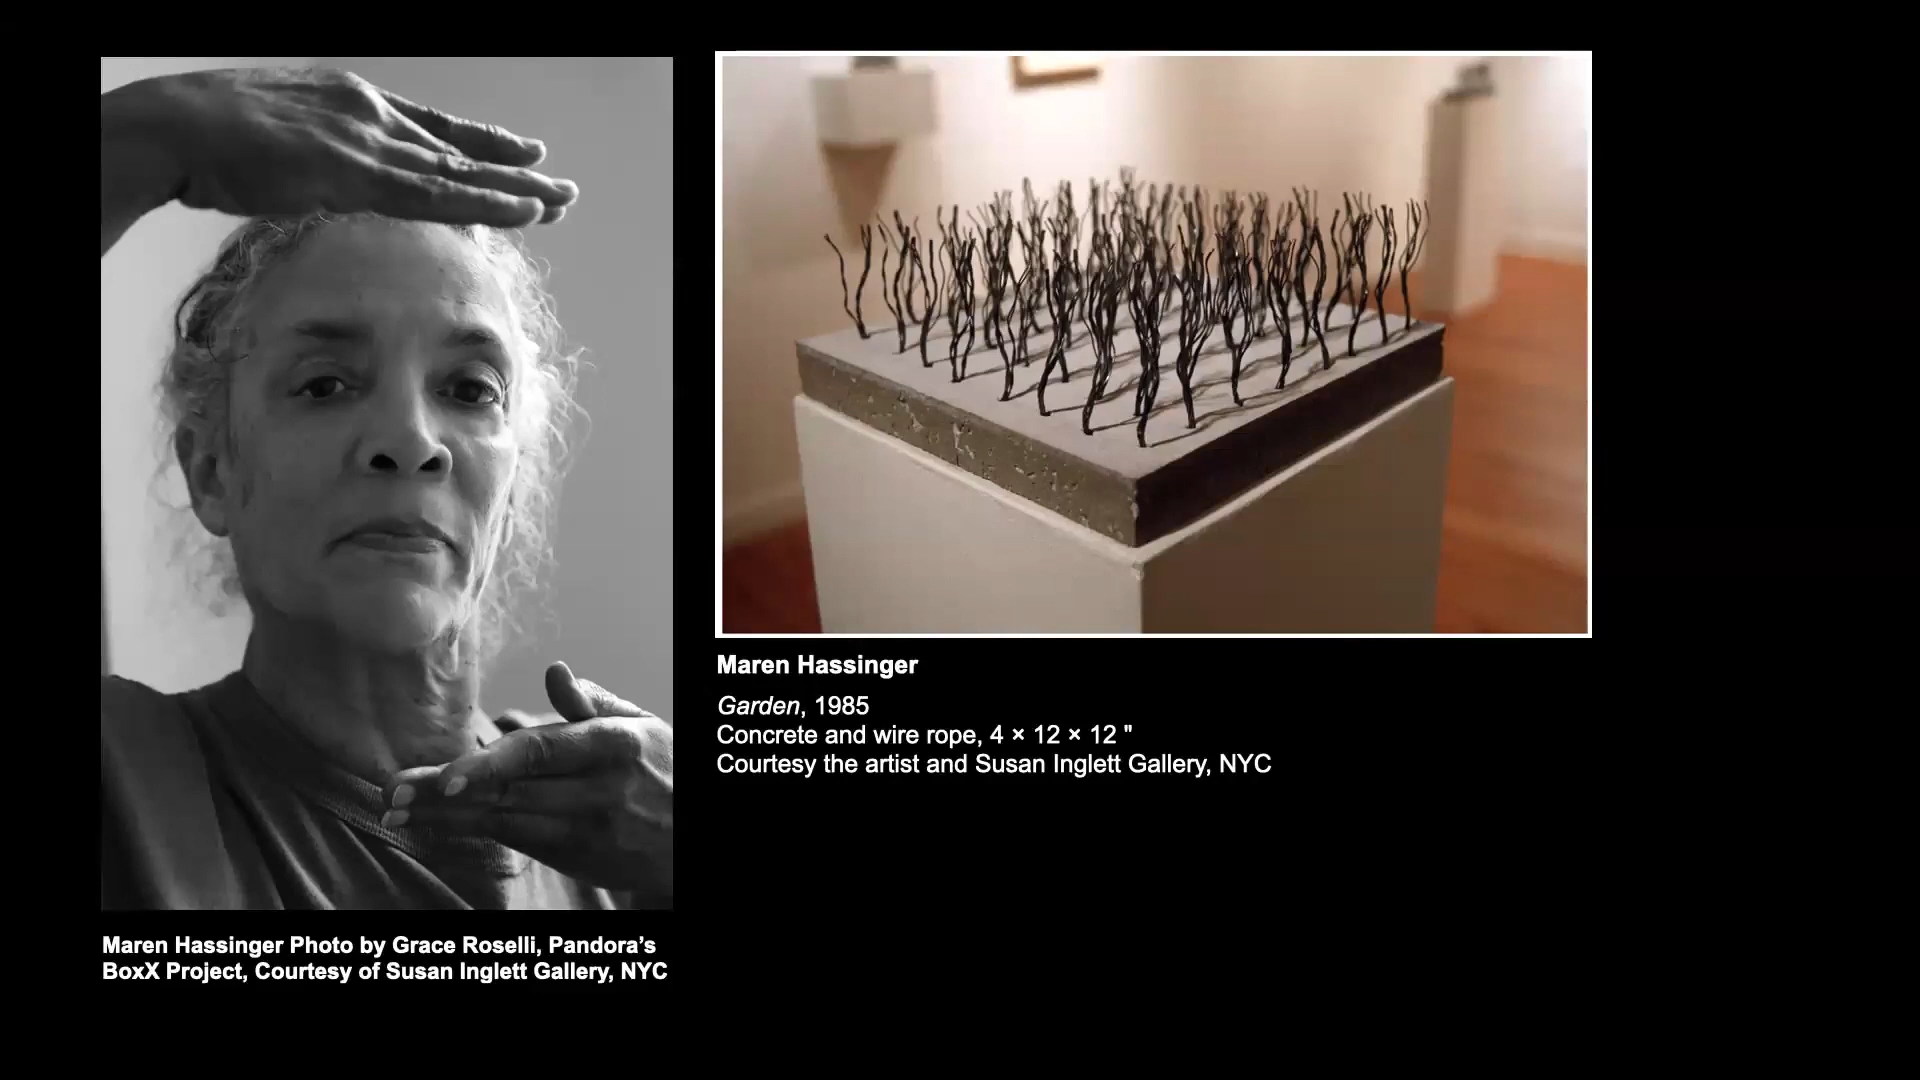 Maren Hassinger
Garden, 1985
Concrete and wire rope, 4 × 12 × 12 "
Courtesy the artist and Susan Inglett Gallery, NYC
Maren Hassinger Photo by Grace Roselli, Pandora’s
BoxX Project, Courtesy of Susan Inglett Gallery, NYC